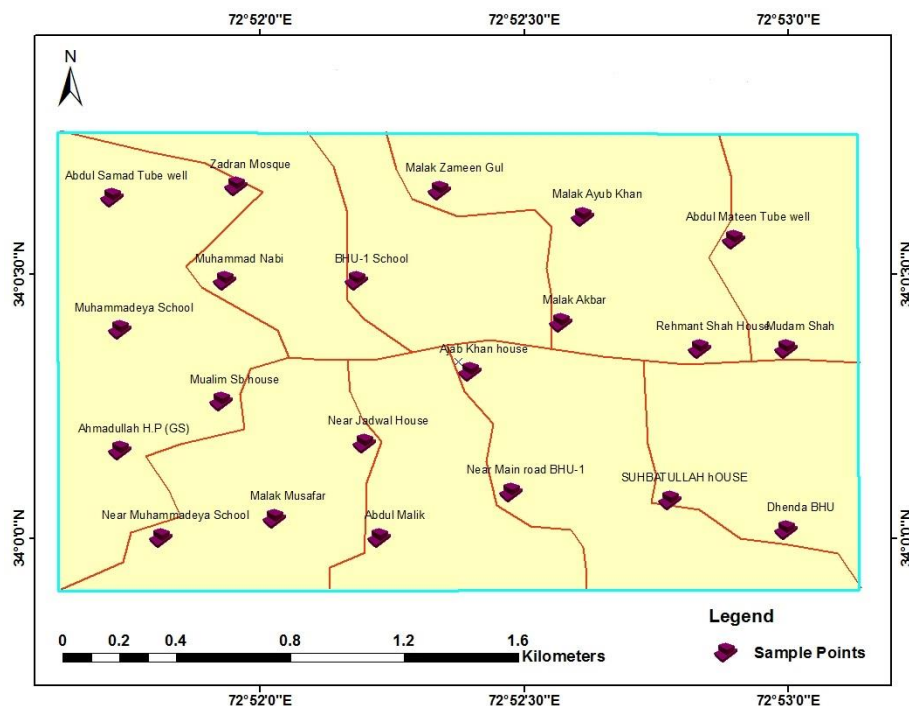 72°52'0"E
72°52'30"E
72°53'0"E
N
Zadran Mosque
Malak Zameen Gul
Abdul Samad Tube well
Malak Ayub Khan
Abdul Mateen Tube well
34°0'30"N
34°0'30"N
Muhammad Nabi
BHU-1 School
Malak Akbar
Muhammadeya School
Rehmant Shah House
Mudam Shah
Ajab Khan house
Mualim Sb house
Near Jadwal House
Ahmadullah H.P (GS)
Near Main road BHU-1
SUHBATULLAH hOUSE
Malak Musafar
Dhenda BHU
Near Muhammadeya School
Abdul Malik
34°0'0"N
34°0'0"N
Legend
0 0.2 0.4 0.8 1.2 1.6
Kilometers
Sample Points
72°52'0"E
72°52'30"E
72°53'0"E